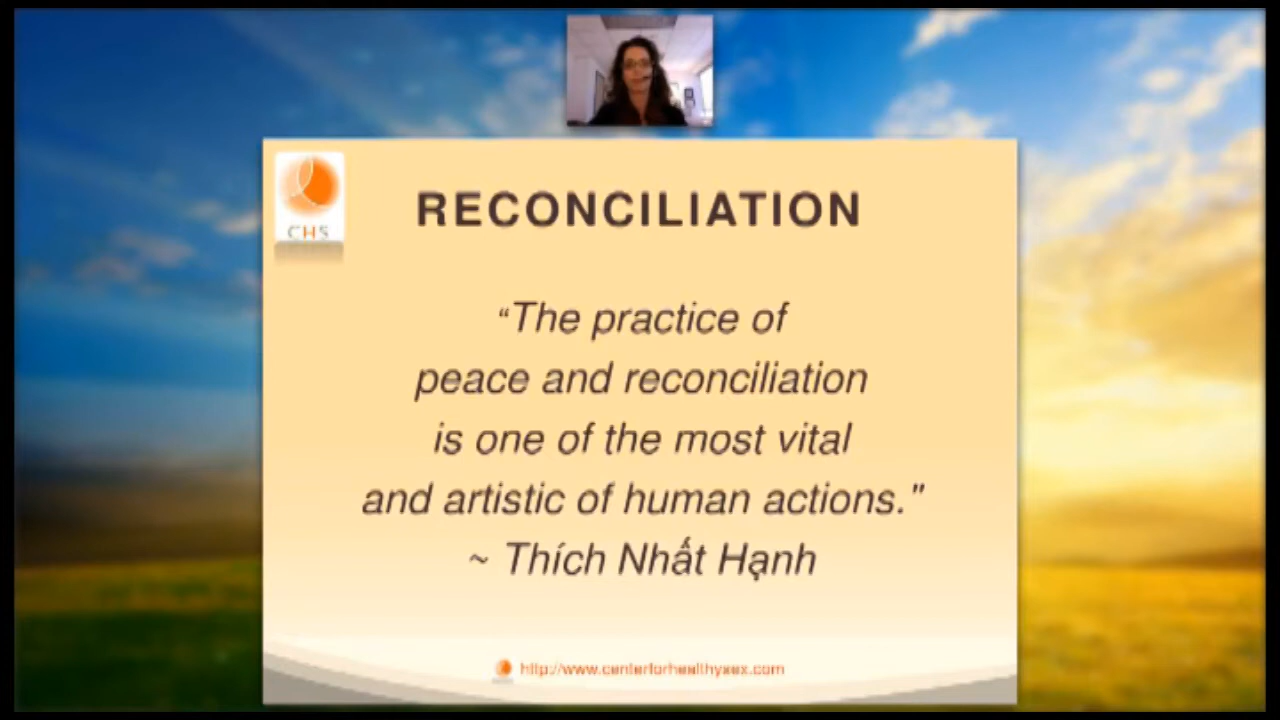 CHS
RECONCILIATION
“The practice of
peace and reconciliation
is one of the most vital
and artistic of human actions."
~ Thích Nhất Hạnh
http://www.centerforhealthysex.com